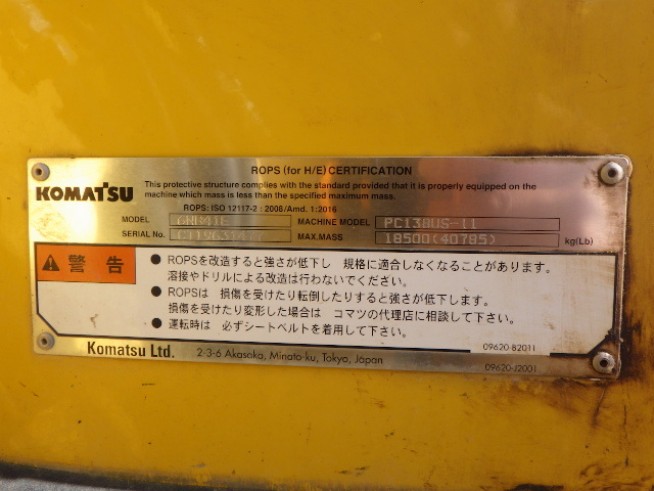 ROPS (for H/E) CERTIFICATION
KOMATSU
This protective structure complies with the standard provided that it is properly equipped on the
machine which mass is less than the specified maximum mass.
ROPS: ISO 12117-2 : 2008/Amd. 1:2016
MODEL MACHINE MODEL PC138US-11
SERIAL No. MAX.MASS 18500(40785) kg(Lb)
警告
● ROPSを改造すると強さが低下し 規格に適合しなくなることがあります。
溶接やドリルによる改造は行わないでください。
● ROPSは 損傷を受けたり転倒したりすると強さが低下します。
損傷を受けたり変形した場合は コマツの代理店に相談して下さい。
● 運転時は 必ずシートベルトを着用して下さい。
09620-82011
Komatsu Ltd. 2-3-6 Akasaka, Minato-ku, Tokyo, Japan
09620-J2001